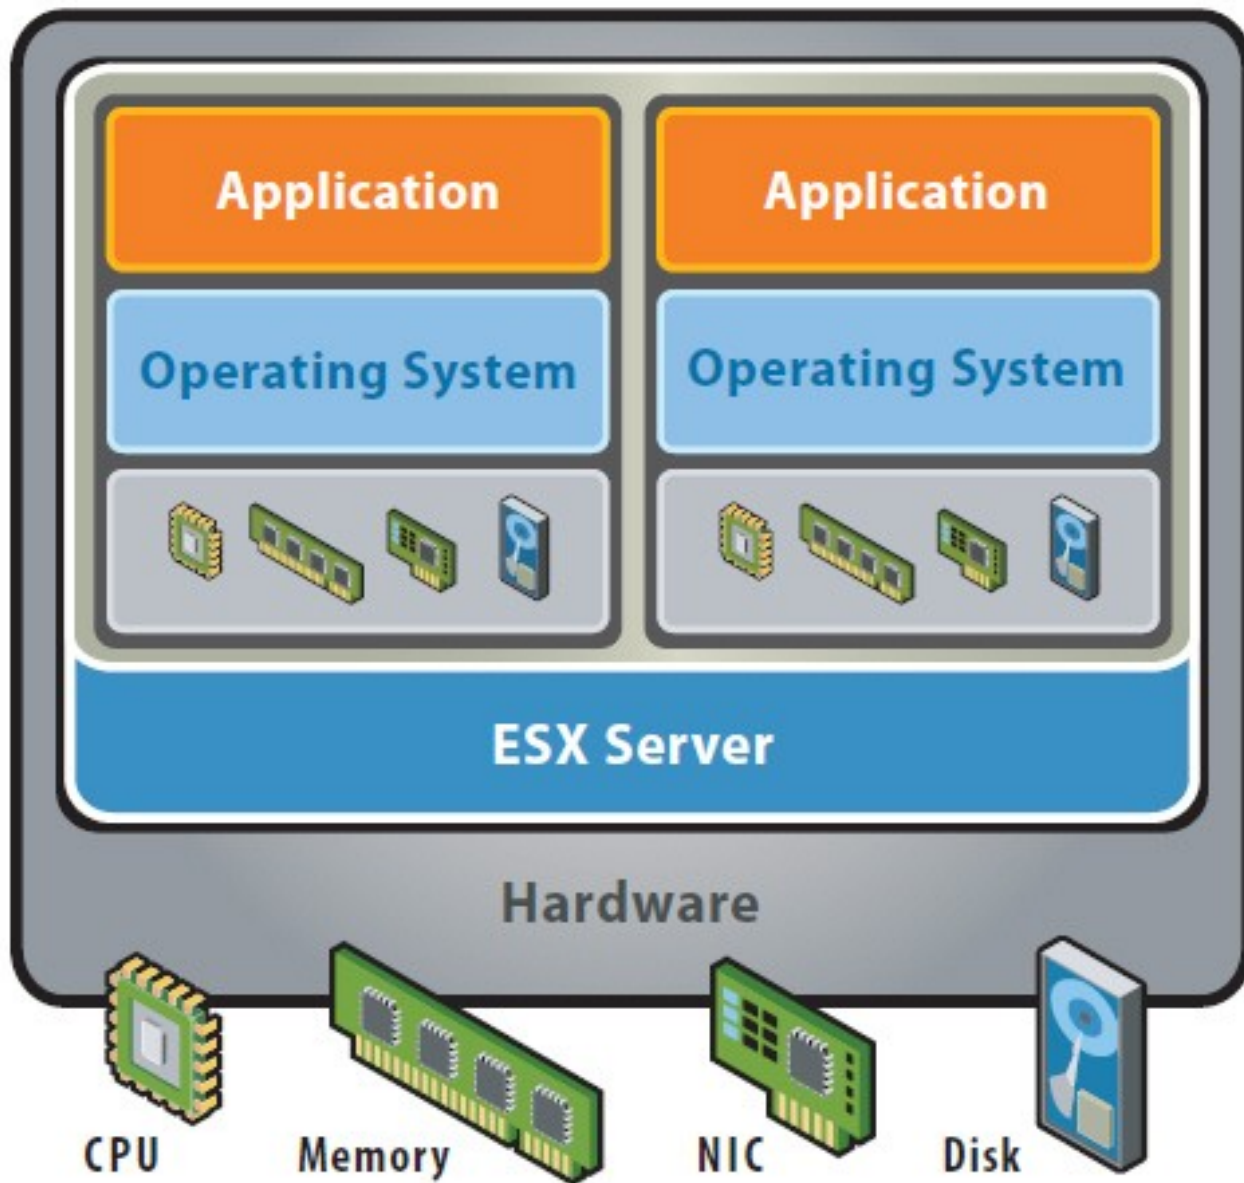 Application
Application
Operating System
Operating System
ESX Server
Hardware
CPU
Memory
NIC
Disk